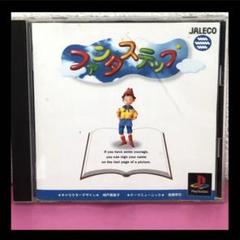 JALECO
ファンタステップ
If you have some courage,
you can sign your name
on the last page of a picture.
PlayStation